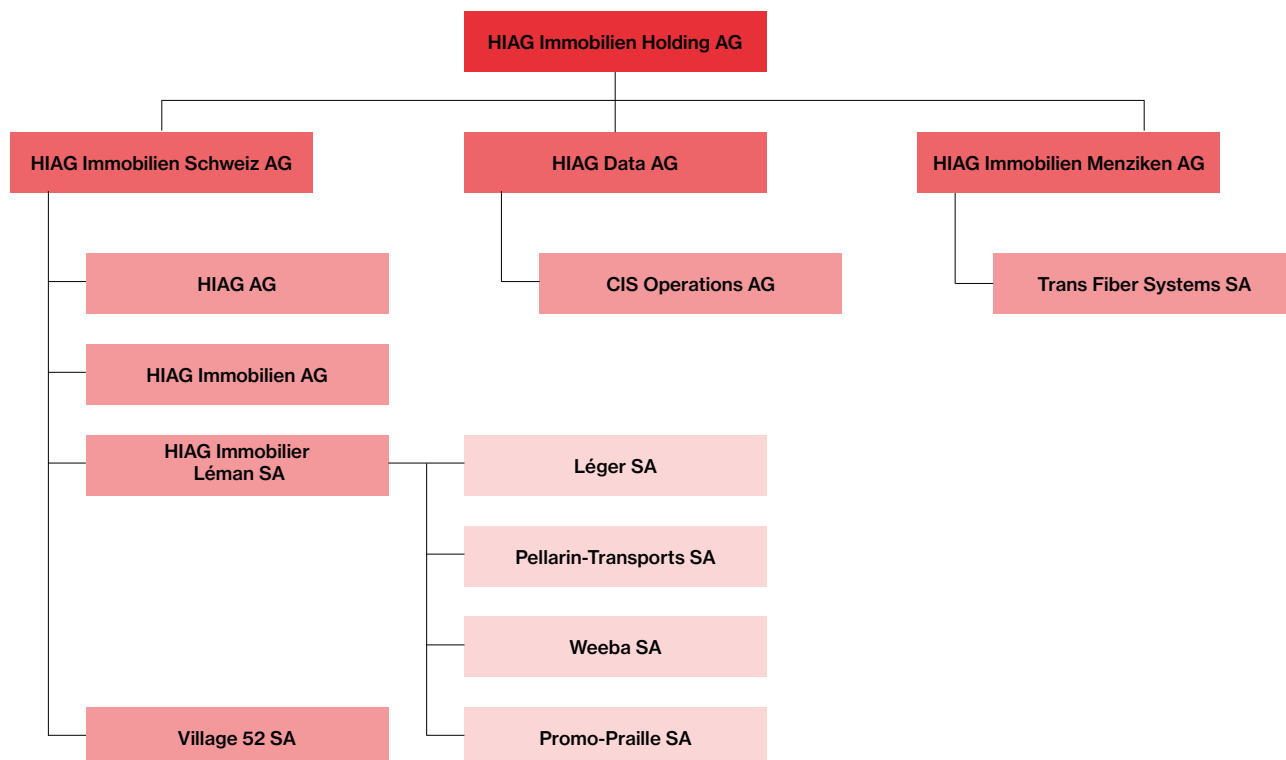 HIAG Immobilien Holding AG
HIAG Immobilien Schweiz AG
HIAG Data AG
HIAG Immobilien Menziken AG
HIAG AG
CIS Operations AG
Trans Fiber Systems SA
HIAG Immobilien AG
HIAG Immobilier
Léman SA
Léger SA
Pellarin-Transports SA
Weeba SA
Village 52 SA
Promo-Praille SA